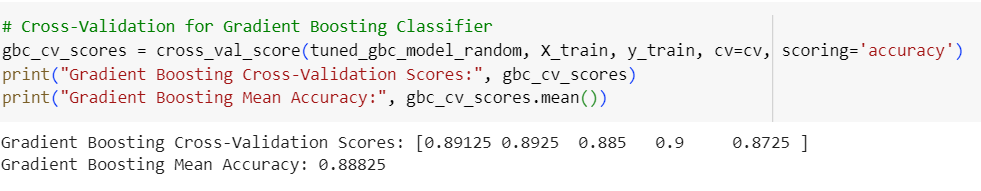 # Cross-Validation for Gradient Boosting Classifier
gbc_cv_scores = cross_val_score(tuned_gbc_model_random, X_train, y_train, cv=cv, scoring='accuracy')
print("Gradient Boosting Cross-Validation Scores:", gbc_cv_scores)
print("Gradient Boosting Mean Accuracy:", gbc_cv_scores.mean())
Gradient Boosting Cross-Validation Scores: [0.89125 0.8925  0.885   0.9     0.8725 ]
Gradient Boosting Mean Accuracy: 0.88825